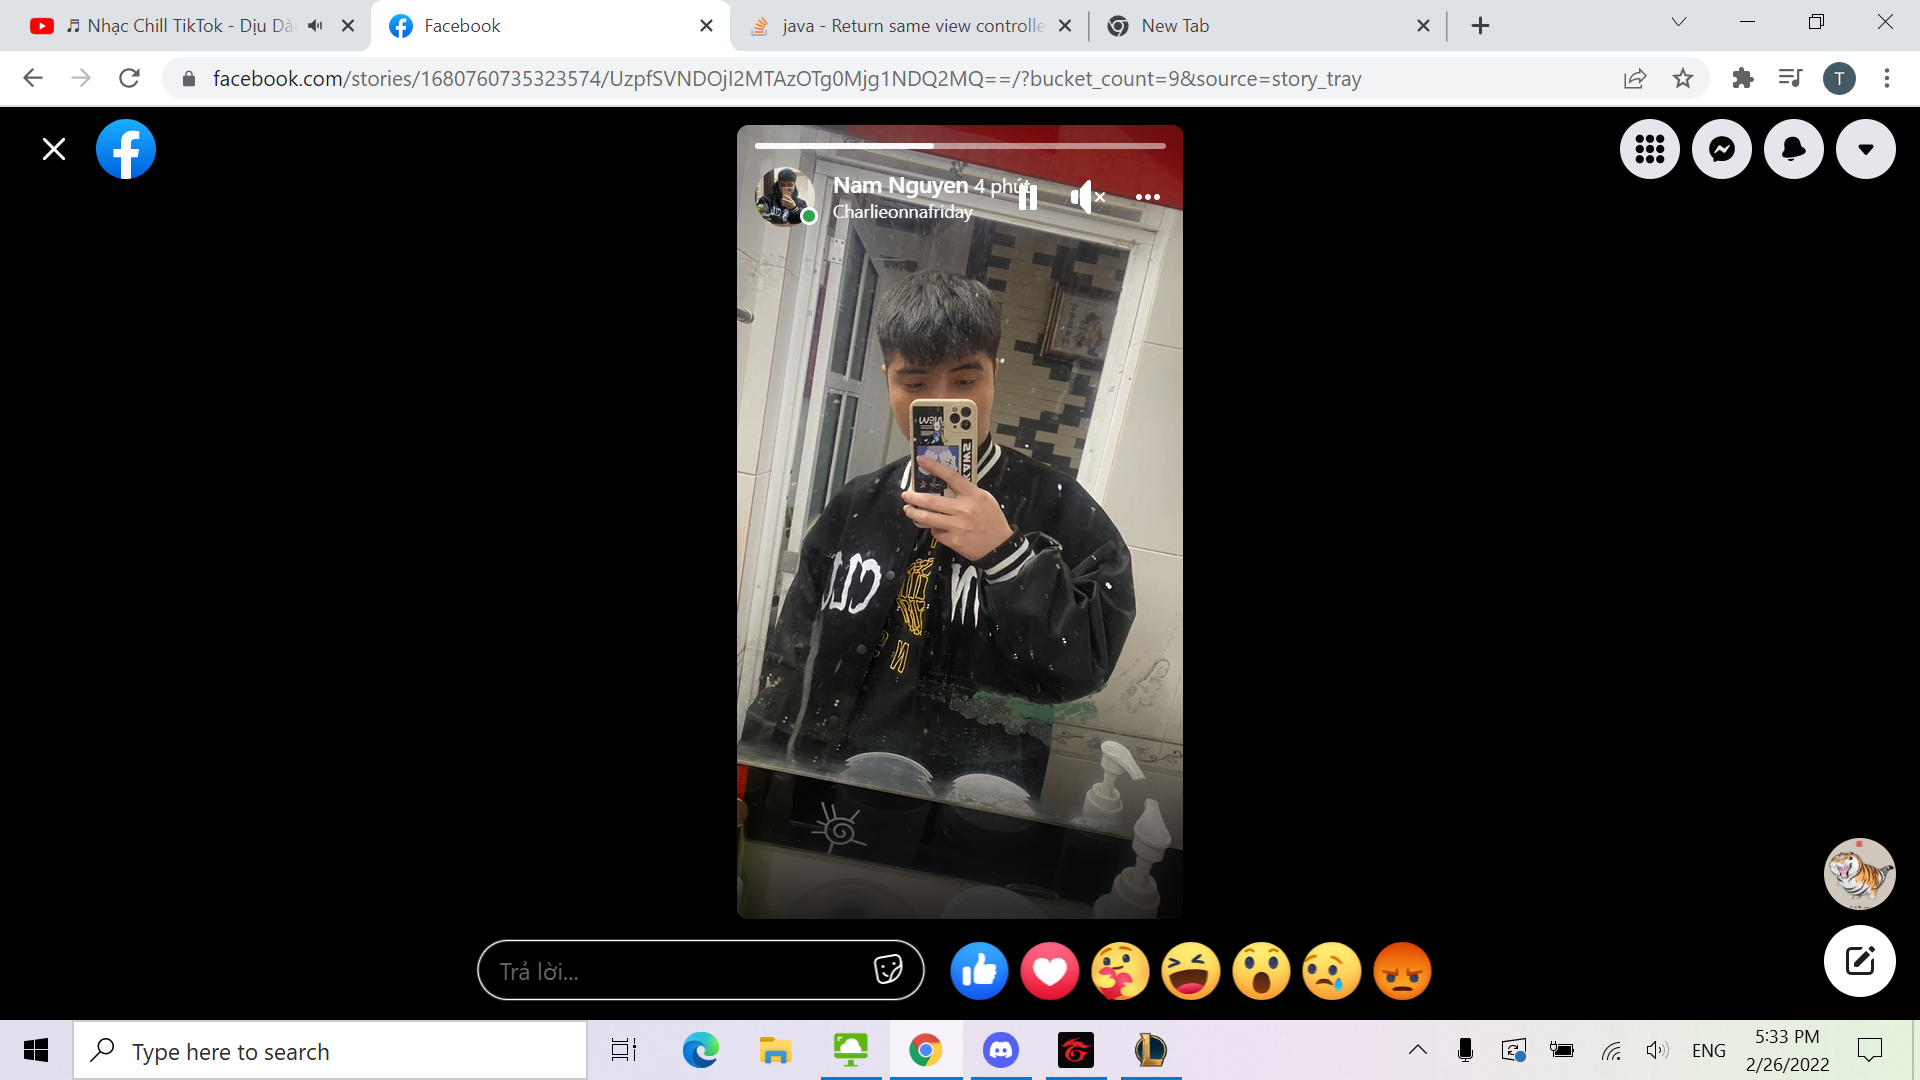 ♬ Nhạc Chill TikTok - Dịu Dà
Facebook
java - Return same view controlle
New Tab
facebook.com/stories/1680760735323574/UzpfSVNDOjI2MTAzOTg0Mjg1NDQ2MQ==/?bucket_count=9&source=story_tray
T
Nam Nguyen 4 phút
Charlieonnafriday
Trả lời...
Type here to search
ENG
5:33 PM
2/26/2022